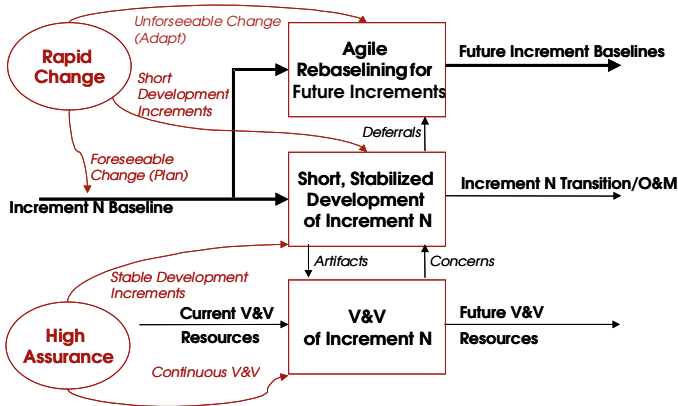 Unforseeable Change
(Adapt)
Rapid
Change
Short
Development
Increments
Agile
Rebaselining for
Future Increments
Future Increment Baselines
Deferrals
Foreseeable
Change (Plan)
Increment N Baseline
Short, Stabilized
Development
of Increment N
Increment N Transition/O&M
Artifacts
Concerns
Stable Development
Increments
High
Assurance
Current V&V
Resources
V&V
of Increment N
Future V&V
Resources
Continuous V&V